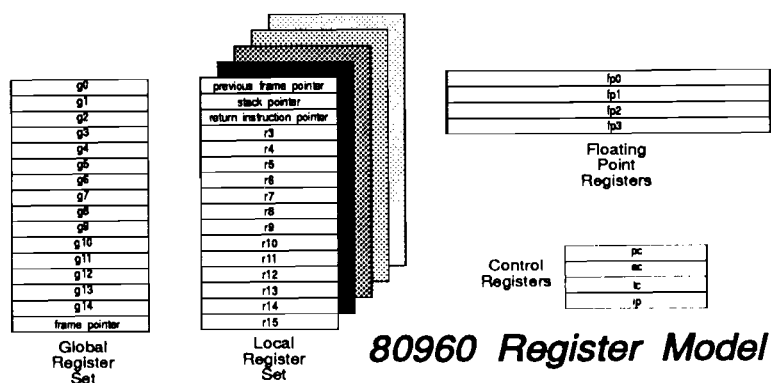 g0
g1
g2
g3
g4
g5
g6
g7
g8
g9
g10
g11
g12
g13
g14
frame pointer
Global
Register
Set
previous frame pointer
stack pointer
return instruction pointer
r3
r4
r5
r6
r7
r8
r9
r10
r11
r12
r13
r14
r15
Local
Register
Set
fp0
fp1
fp2
fp3
Floating
Point
Registers
Control
Registers
pc
ac
tc
ip
80960 Register Model